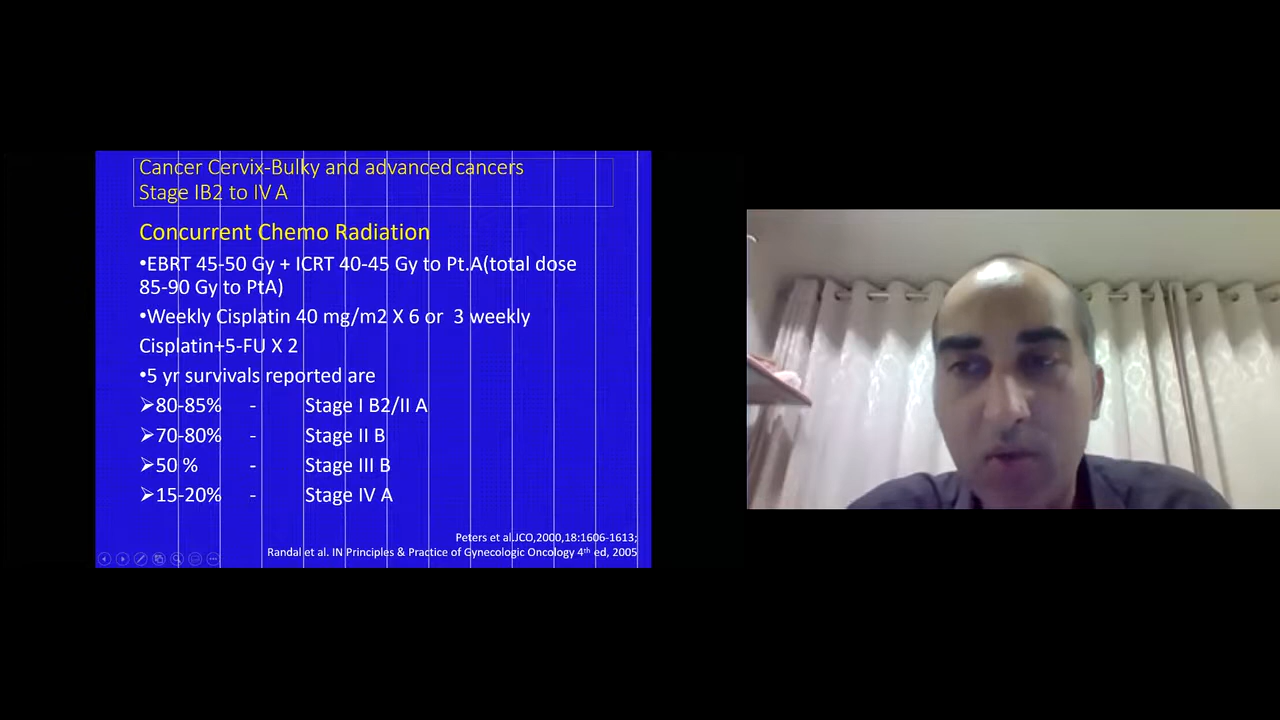 Cancer Cervix-Bulky and advanced cancers
Stage IB2 to IV A
Concurrent Chemo Radiation
•EBRT 45-50 Gy + ICRT 40-45 Gy to Pt.A(total dose
85-90 Gy to PtA)
•Weekly Cisplatin 40 mg/m2 X 6 or 3 weekly
Cisplatin+5-FU X 2
•5 yr survivals reported are
➢80-85% - Stage I B2/II A
➢70-80% - Stage II B
➢50 % - Stage III B
➢15-20% - Stage IV A
Peters et al.JCO,2000,18:1606-1613;
Randal et al. IN Principles & Practice of Gynecologic Oncology 4th ed, 2005